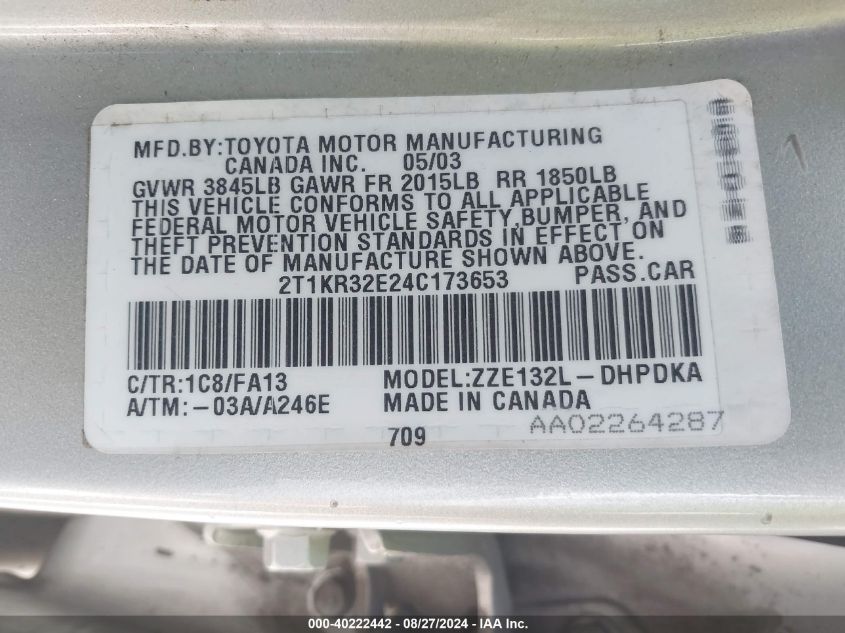 MFD.BY:TOYOTA MOTOR MANUFACTURING
CANADA INC. 05/03
GVWR 3845LB GAWR FR 2015LB RR 1850LB
THIS VEHICLE CONFORMS TO ALL APPLICABLE
FEDERAL MOTOR VEHICLE SAFETY,BUMPER, AND
THEFT PREVENTION STANDARDS IN EFFECT ON
THE DATE OF MANUFACTURE SHOWN ABOVE.
2T1KR32E24C173653 PASS.CAR
C/TR:1C8/FA13 MODEL:ZZE132L-DHPDKA
A/TM:-03A/A246E MADE IN CANADA
709 AA02264287
000-40222442 - 08/27/2024 - IAA Inc.